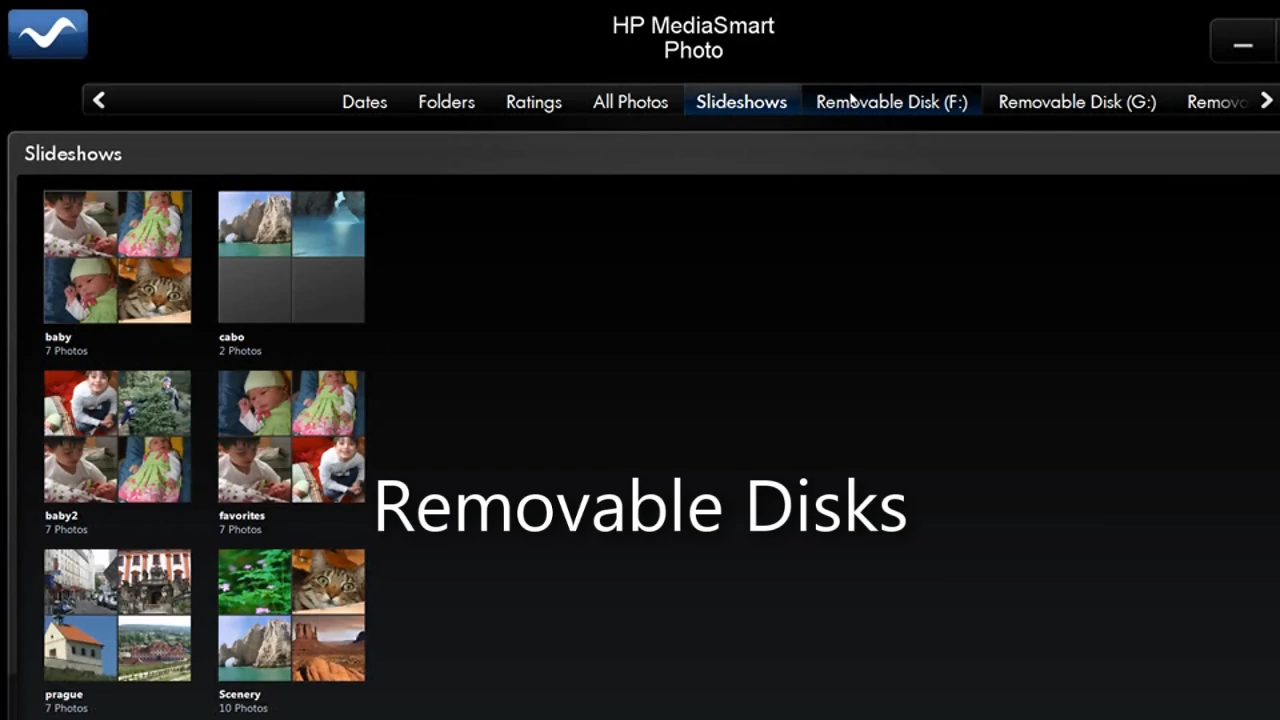 HP MediaSmart
Photo
Dates Folders Ratings All Photos Slideshows Removable Disk (F:) Removable Disk (G:)
Slideshows
baby cabo
7 Photos 2 Photos
baby2 favorites
7 Photos 7 Photos
Removable Disks
prague Scenery
7 Photos 10 Photos